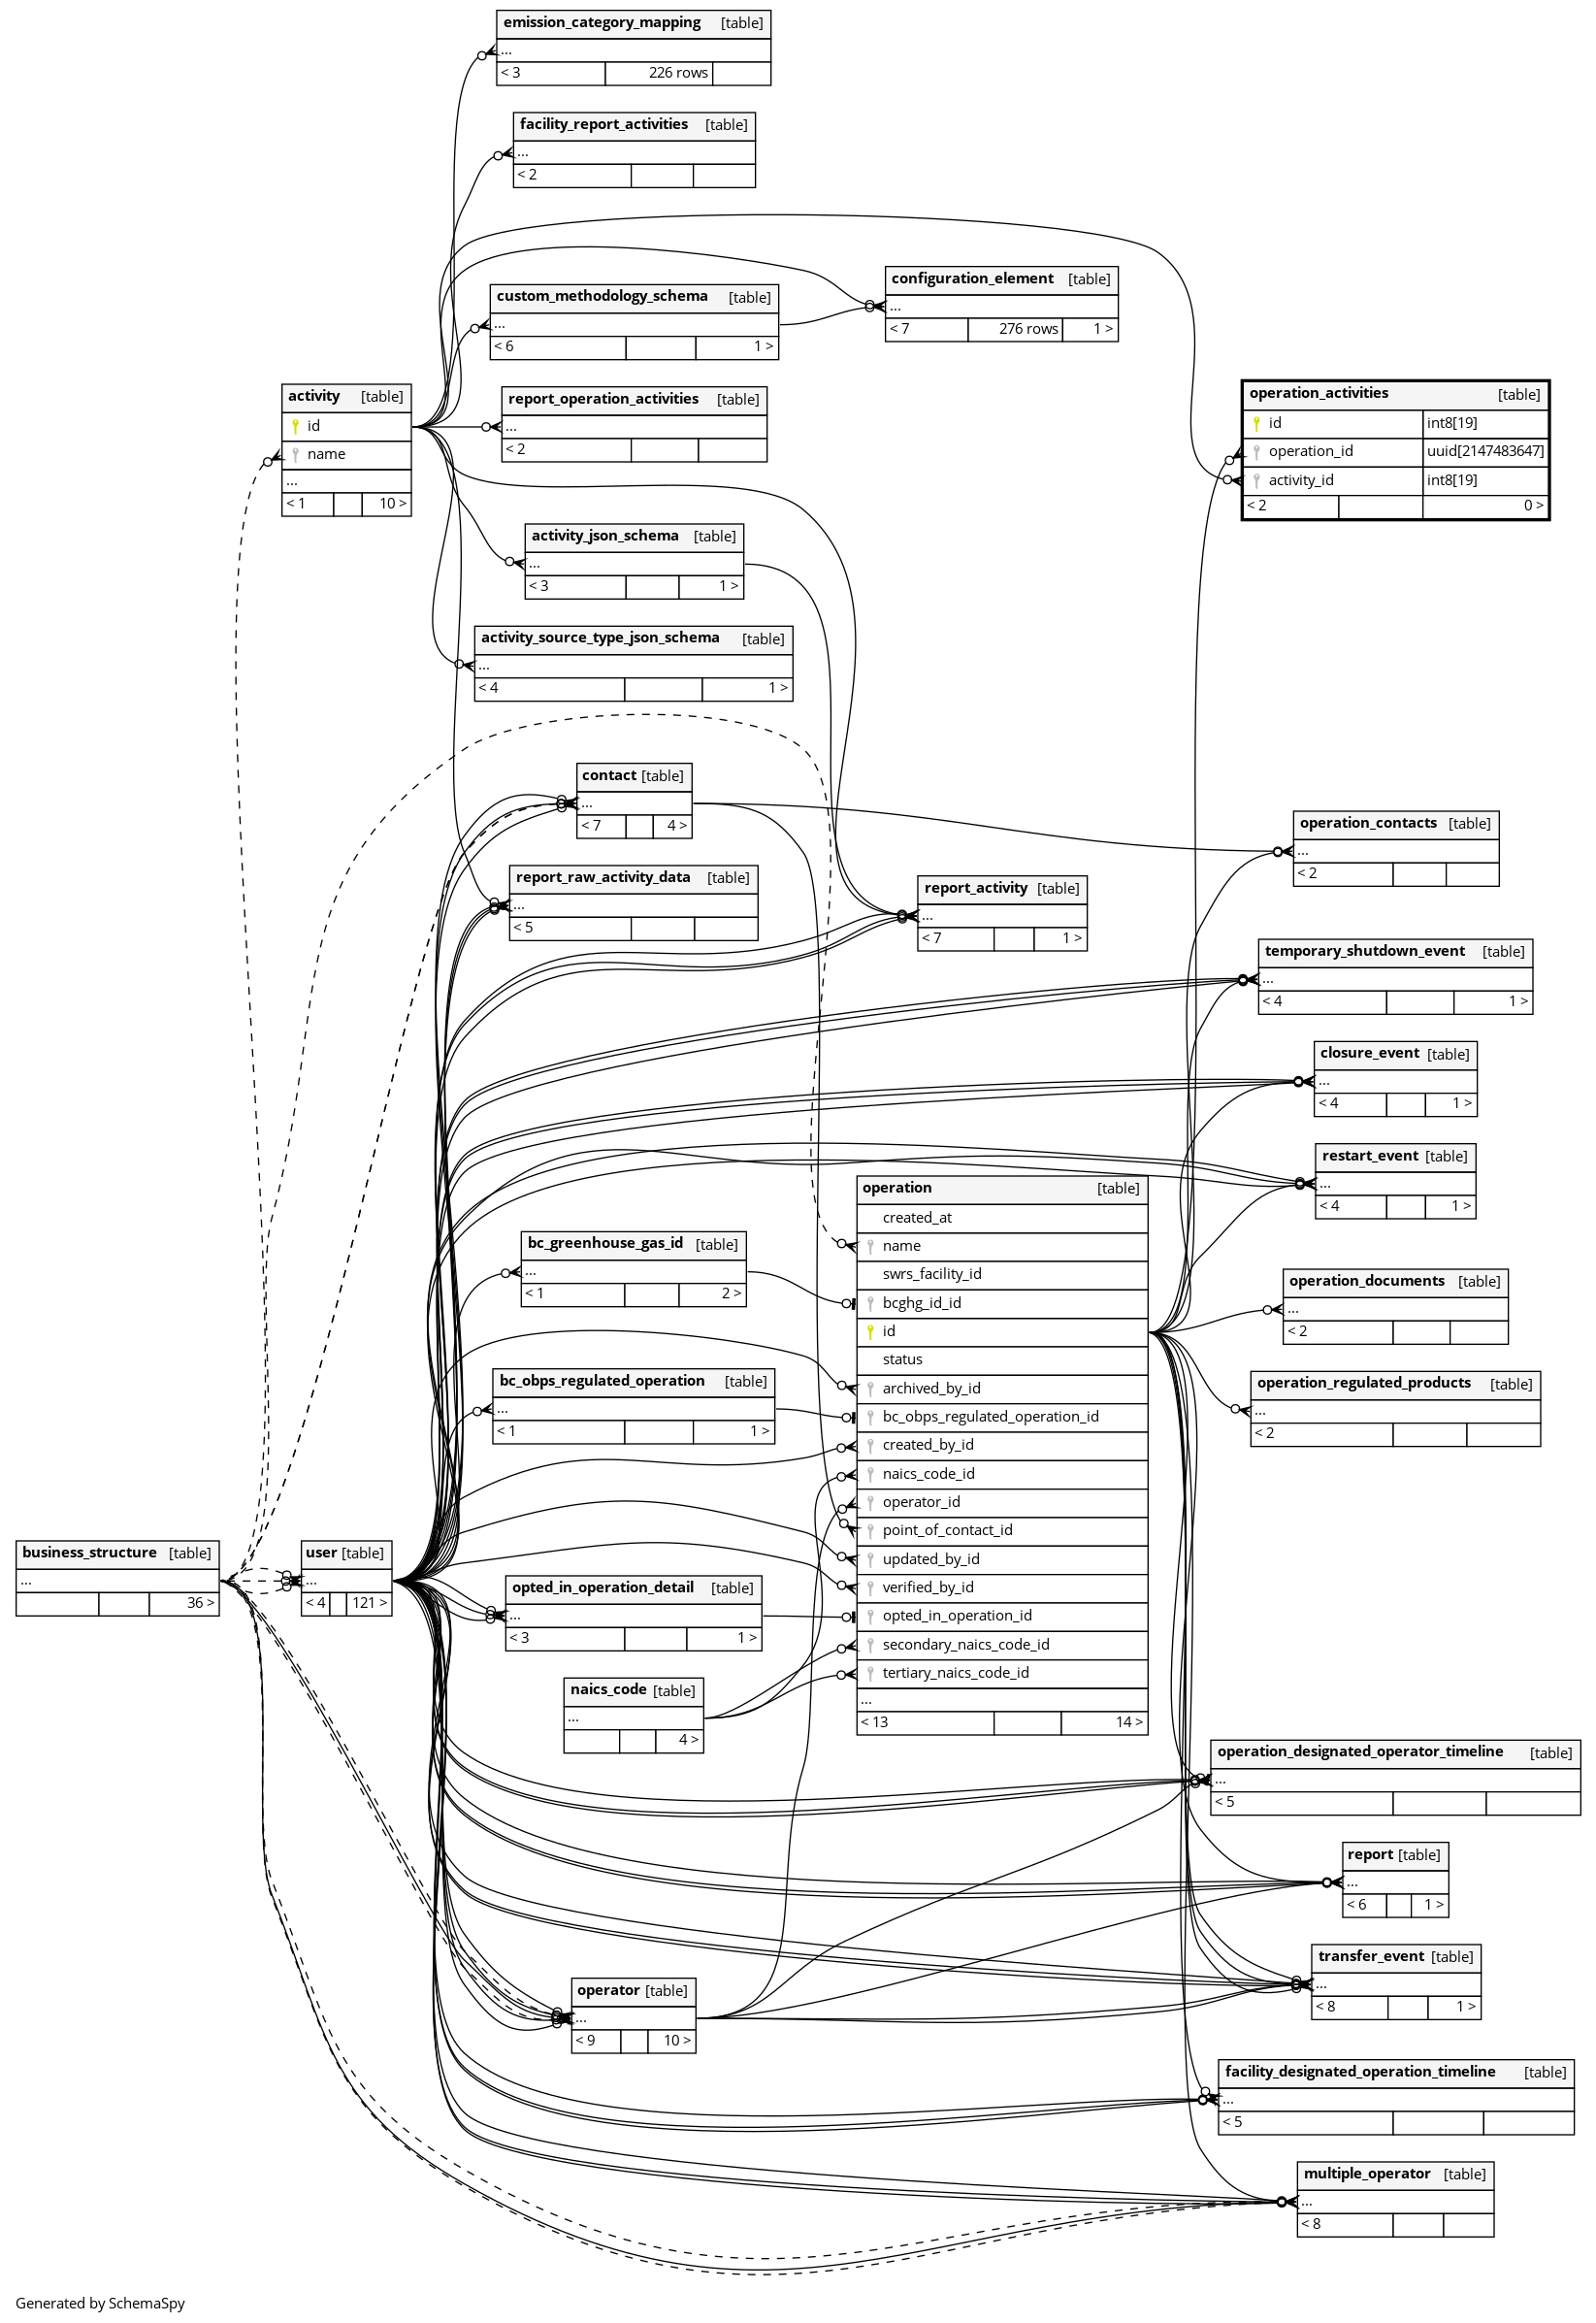 emission_category_mapping [table]
...
< 3 226 rows
facility_report_activities [table]
...
< 2
configuration_element [table]
...
< 7 276 rows 1 >
custom_methodology_schema [table]
...
< 6 1 >
activity [table]
id
name
...
< 1 10 >
report_operation_activities [table]
...
< 2
operation_activities [table]
id int8[19]
operation_id uuid[2147483647]
activity_id int8[19]
< 2 0 >
activity_json_schema [table]
...
< 3 1 >
activity_source_type_json_schema [table]
...
< 4 1 >
contact [table]
...
< 7 4 >
operation_contacts [table]
...
< 2
report_raw_activity_data [table]
...
< 5
report_activity [table]
...
< 7 1 >
temporary_shutdown_event [table]
...
< 4 1 >
closure_event [table]
...
< 4 1 >
restart_event [table]
...
< 4 1 >
operation [table]
created_at
name
swrs_facility_id
bcghg_id_id
id
status
archived_by_id
bc_obps_regulated_operation_id
created_by_id
naics_code_id
operator_id
point_of_contact_id
updated_by_id
verified_by_id
opted_in_operation_id
secondary_naics_code_id
tertiary_naics_code_id
...
< 13 14 >
bc_greenhouse_gas_id [table]
...
< 1 2 >
operation_documents [table]
...
< 2
bc_obps_regulated_operation [table]
...
< 1 1 >
operation_regulated_products [table]
...
< 2
business_structure [table]
...
36 >
user [table]
...
< 4 121 >
opted_in_operation_detail [table]
...
< 3 1 >
naics_code [table]
...
4 >
operation_designated_operator_timeline [table]
...
< 5
report [table]
...
< 6 1 >
transfer_event [table]
...
< 8 1 >
operator [table]
...
< 9 10 >
facility_designated_operation_timeline [table]
...
< 5
multiple_operator [table]
...
< 8
Generated by SchemaSpy